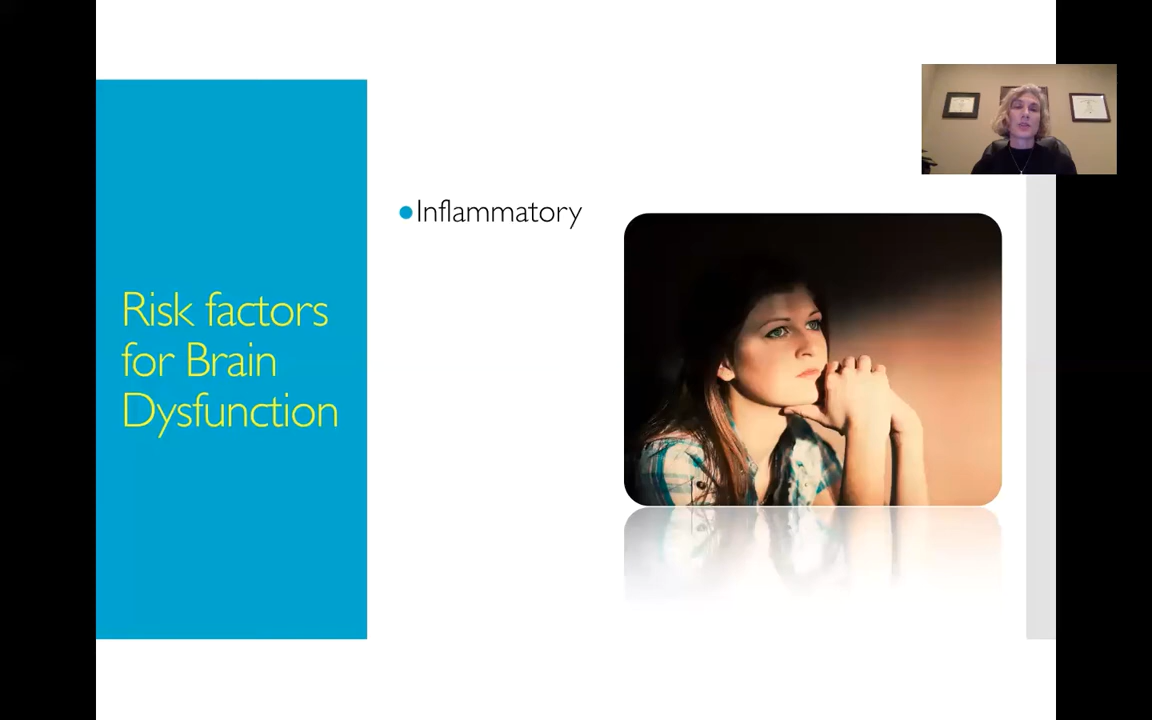 Risk factors
for Brain
Dysfunction
Inflammatory